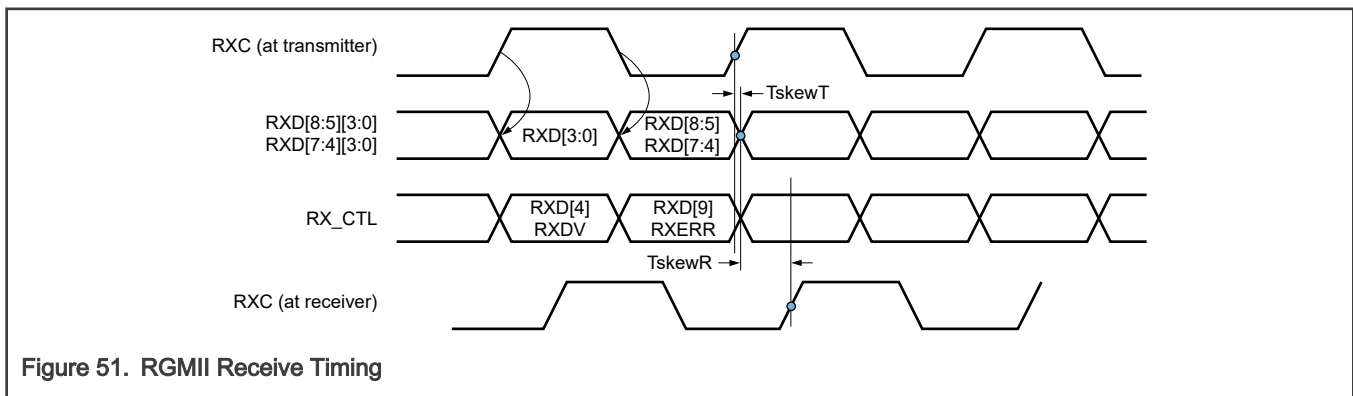 RXC (at transmitter)
TskewT
RXD[8:5][3:0]
RXD[7:4][3:0]
RXD[3:0]
RXD[8:5]
RXD[7:4]
RX_CTL
RXD[4]
RXDV
RXD[9]
RXERR
TskewR
RXC (at receiver)
Figure 51. RGMII Receive Timing